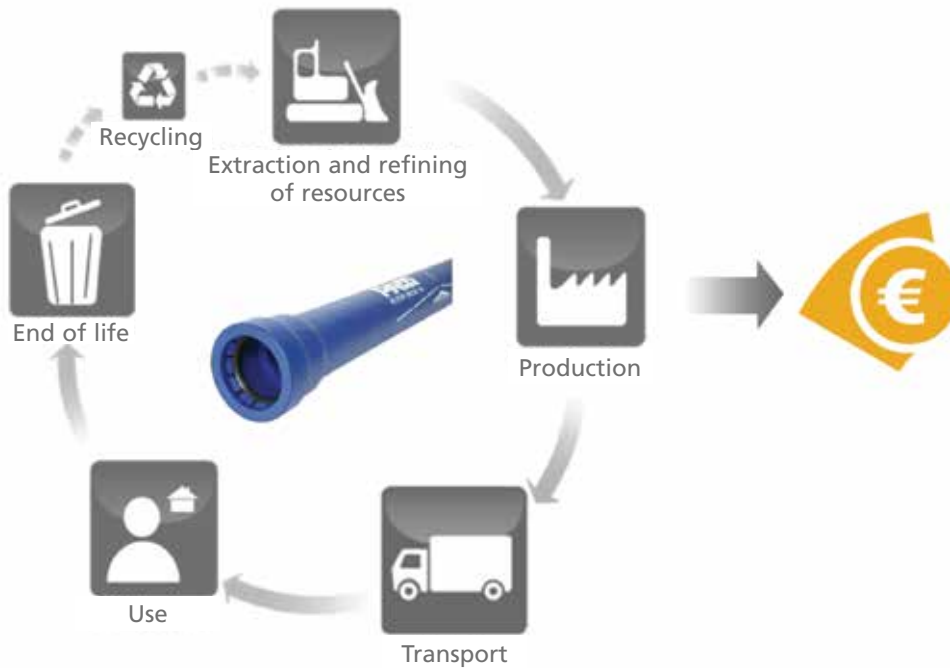 Recycling
Extraction and refining
of resources
End of life
Production
€
Use
Transport